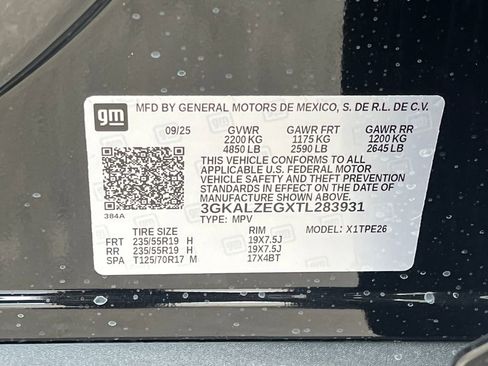 gm
MFD BY GENERAL MOTORS DE MEXICO, S. DE R.L. DE C.V.
09/25 GVWR GAWR FRT GAWR RR
2200 KG 1175 KG 1200 KG
4850 LB 2590 LB 2645 LB
THIS VEHICLE CONFORMS TO ALL
APPLICABLE U.S. FEDERAL MOTOR
VEHICLE SAFETY AND THEFT PREVENTION
STANDARDS IN EFFECT ON THE DATE OF
MANUFACTURE SHOWN ABOVE.
3GKALZEGXTL283931
384A TYPE: MPV
TIRE SIZE RIM MODEL: X1TPE26
FRT 235/55R19 H 19X7.5J
RR 235/55R19 H 19X7.5J
SPA T125/70R17 M 17X4BT